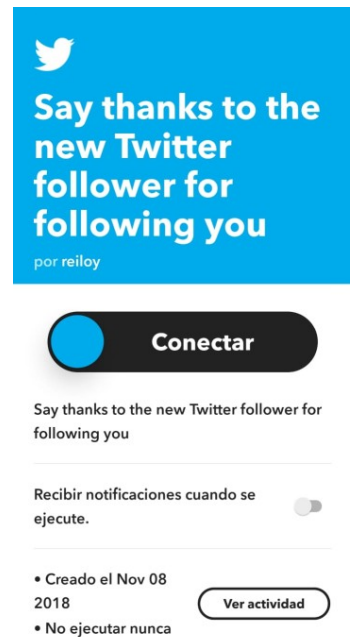 Say thanks to the
new Twitter
follower for
following you
por reiloy
Conectar
Say thanks to the new Twitter follower for
following you
Recibir notificaciones cuando se
ejecute.
• Creado el Nov 08
2018
Ver actividad
• No ejecutar nunca